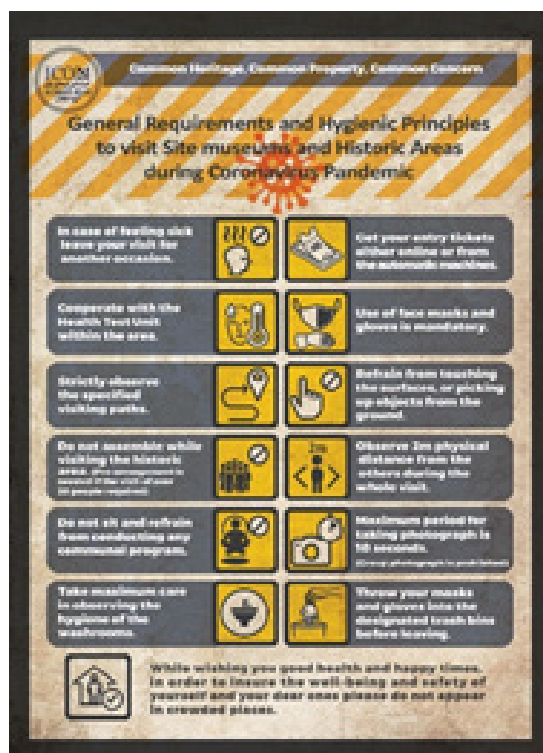 ICOM
Common Heritage, Common Property, Common Concern
General Requirements and Hygienic Principles
to visit Site museums and Historic Areas
during Coronavirus Pandemic
In case of feeling sick
leave your visit for
another occasion.
Get your entry tickets
either online or from
the automatic machines.
Cooperate with the
Health Test Unit
within the area.
Use of face masks and
gloves is mandatory.
Strictly observe
the specified
visiting paths.
Refrain from touching
the surfaces, or picking
up objects from the
ground.
Do not assemble while
visiting the historic
area.
2m
Observe 2m physical
distance from the
others during the
whole visit.
Do not sit and refrain
from conducting any
communal program.
Maximum period for
taking photograph is
10 seconds.
(Group photograph is prohibited)
Take maximum care
in observing the
hygiene of the
washrooms.
Throw your masks
and gloves into the
designated trash bins
before leaving.
While wishing you good health and happy times,
in order to insure the well-being and safety of
yourself and your dear ones please do not appear
in crowded places.